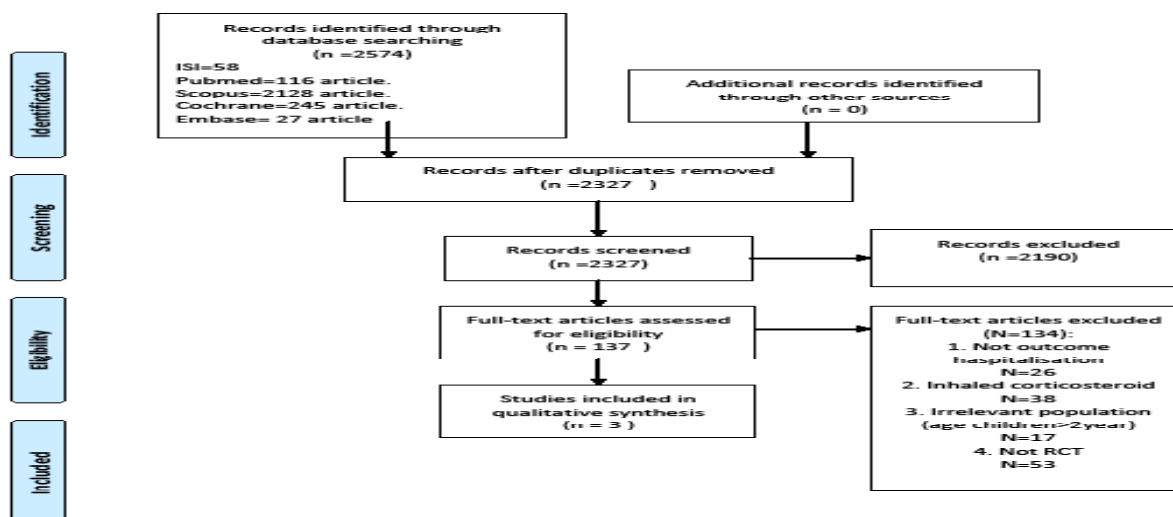 Records identified through
database searching
(n =2574)
ISI=58
Pubmed=116 article.
Scopus=2128 article.
Cochrane=245 article.
Embase= 27 article
Additional records identified
through other sources
(n = 0)
Identification
Records after duplicates removed
(n =2327 )
Screening
Records screened
(n =2327)
Records excluded
(n =2190)
Eligibility
Full-text articles assessed
for eligibility
(n = 137 )
Full-text articles excluded
(N=134):
1. Not outcome
hospitalisation
N=26
2. Inhaled corticosteroid
N=38
3. Irrelevant population
(age children>2year)
N=17
4. Not RCT
N=53
Studies included in
qualitative synthesis
(n = 3 )
Included